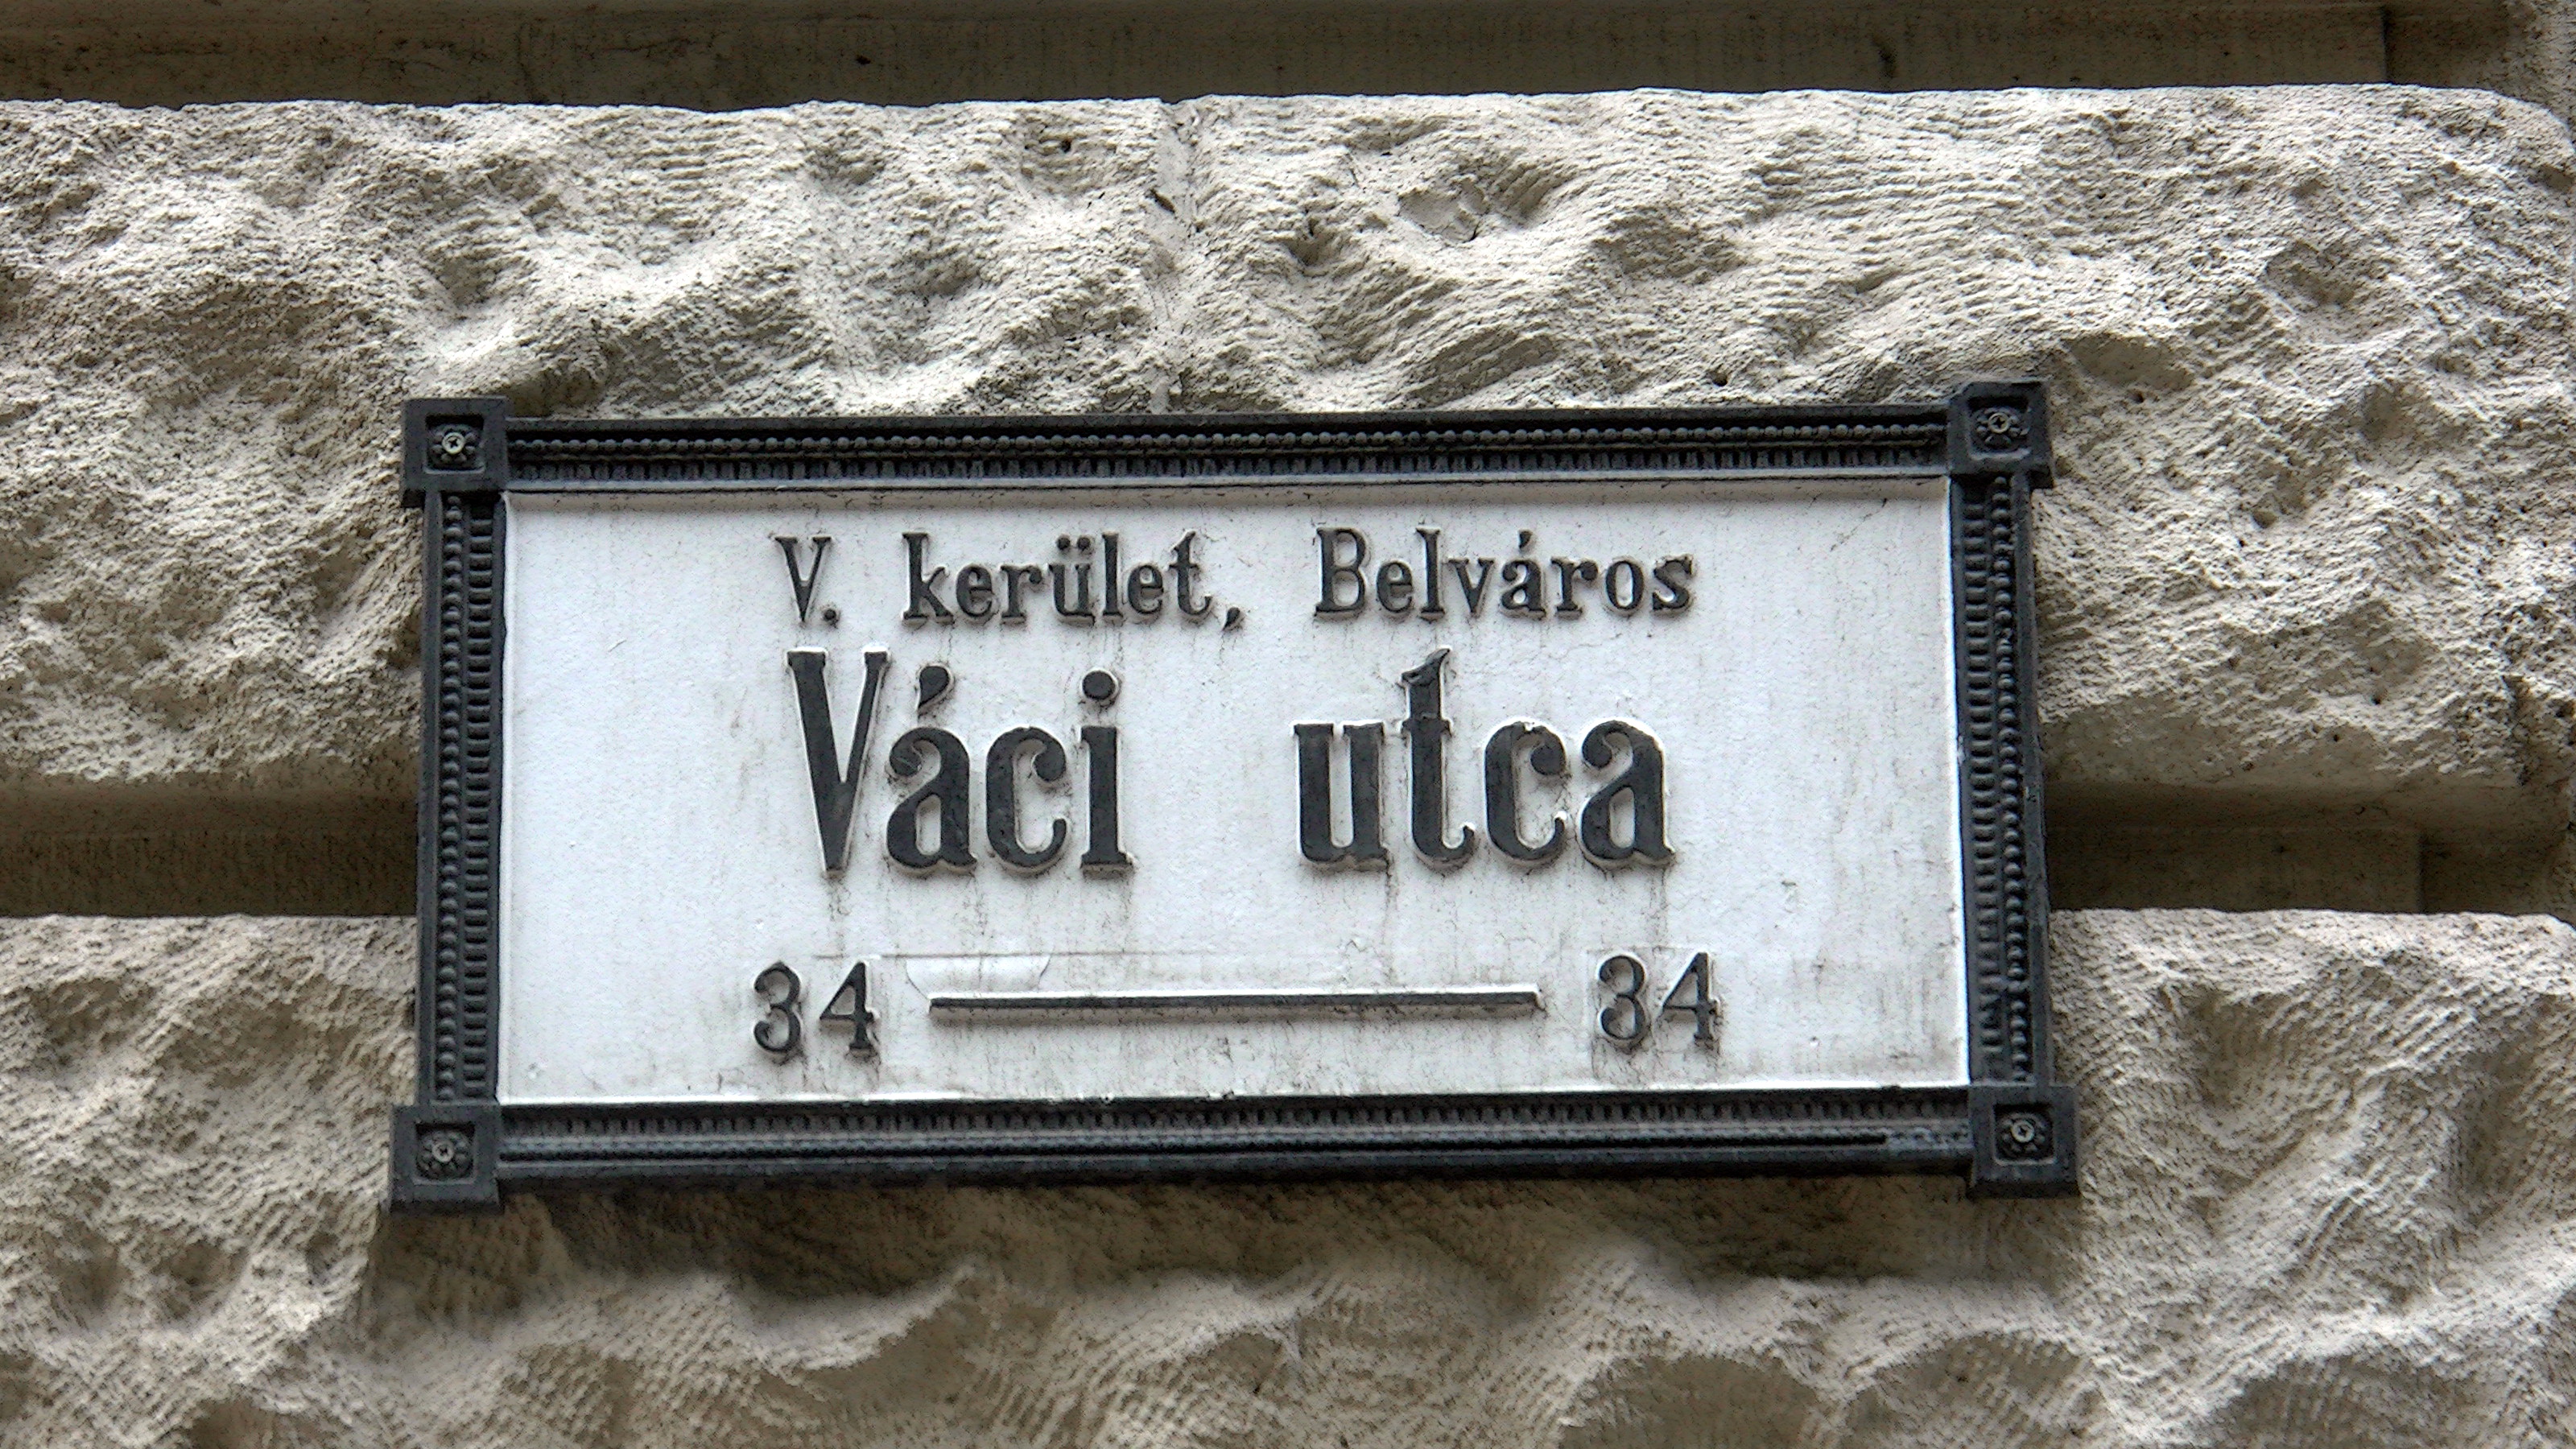 V. kerület, Belváros
Váci utca
34 — 34